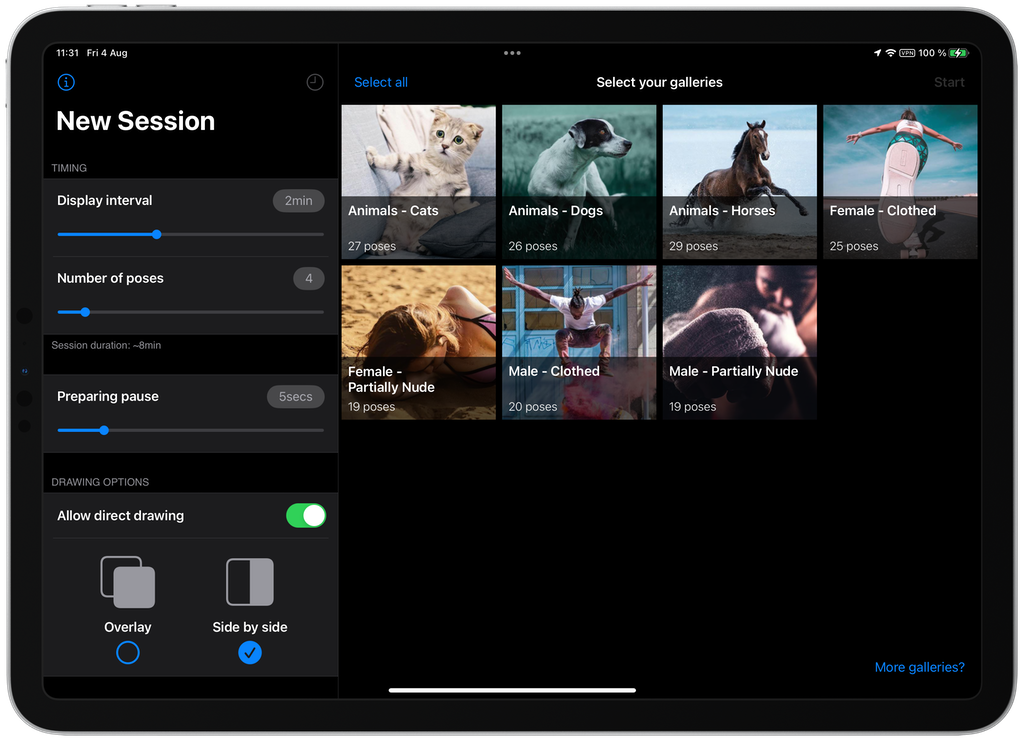 11:31 Fri 4 Aug
VPN 100 %
Select all
Select your galleries
Start
New Session
TIMING
Display interval
2min
Number of poses
4
Session duration: ~8min
Preparing pause
5secs
DRAWING OPTIONS
Allow direct drawing
Overlay
Side by side
Animals - Cats
27 poses
Animals - Dogs
26 poses
Animals - Horses
29 poses
Female - Clothed
25 poses
Female -
Partially Nude
19 poses
Male - Clothed
20 poses
Male - Partially Nude
19 poses
More galleries?